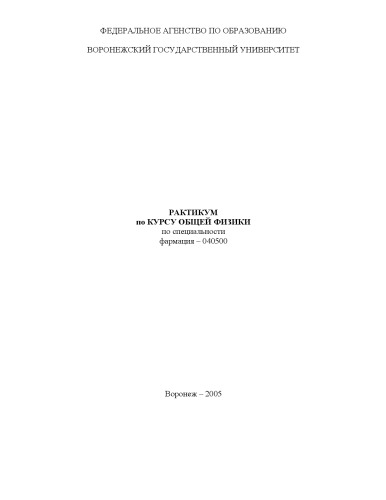 ФЕДЕРАЛЬНОЕ АГЕНСТВО ПО ОБРАЗОВАНИЮ
ВОРОНЕЖСКИЙ ГОСУДАРСТВЕННЫЙ УНИВЕРСИТЕТ
РАКТИКУМ
по КУРСУ ОБЩЕЙ ФИЗИКИ
по специальности
фармация – 040500
Воронеж – 2005